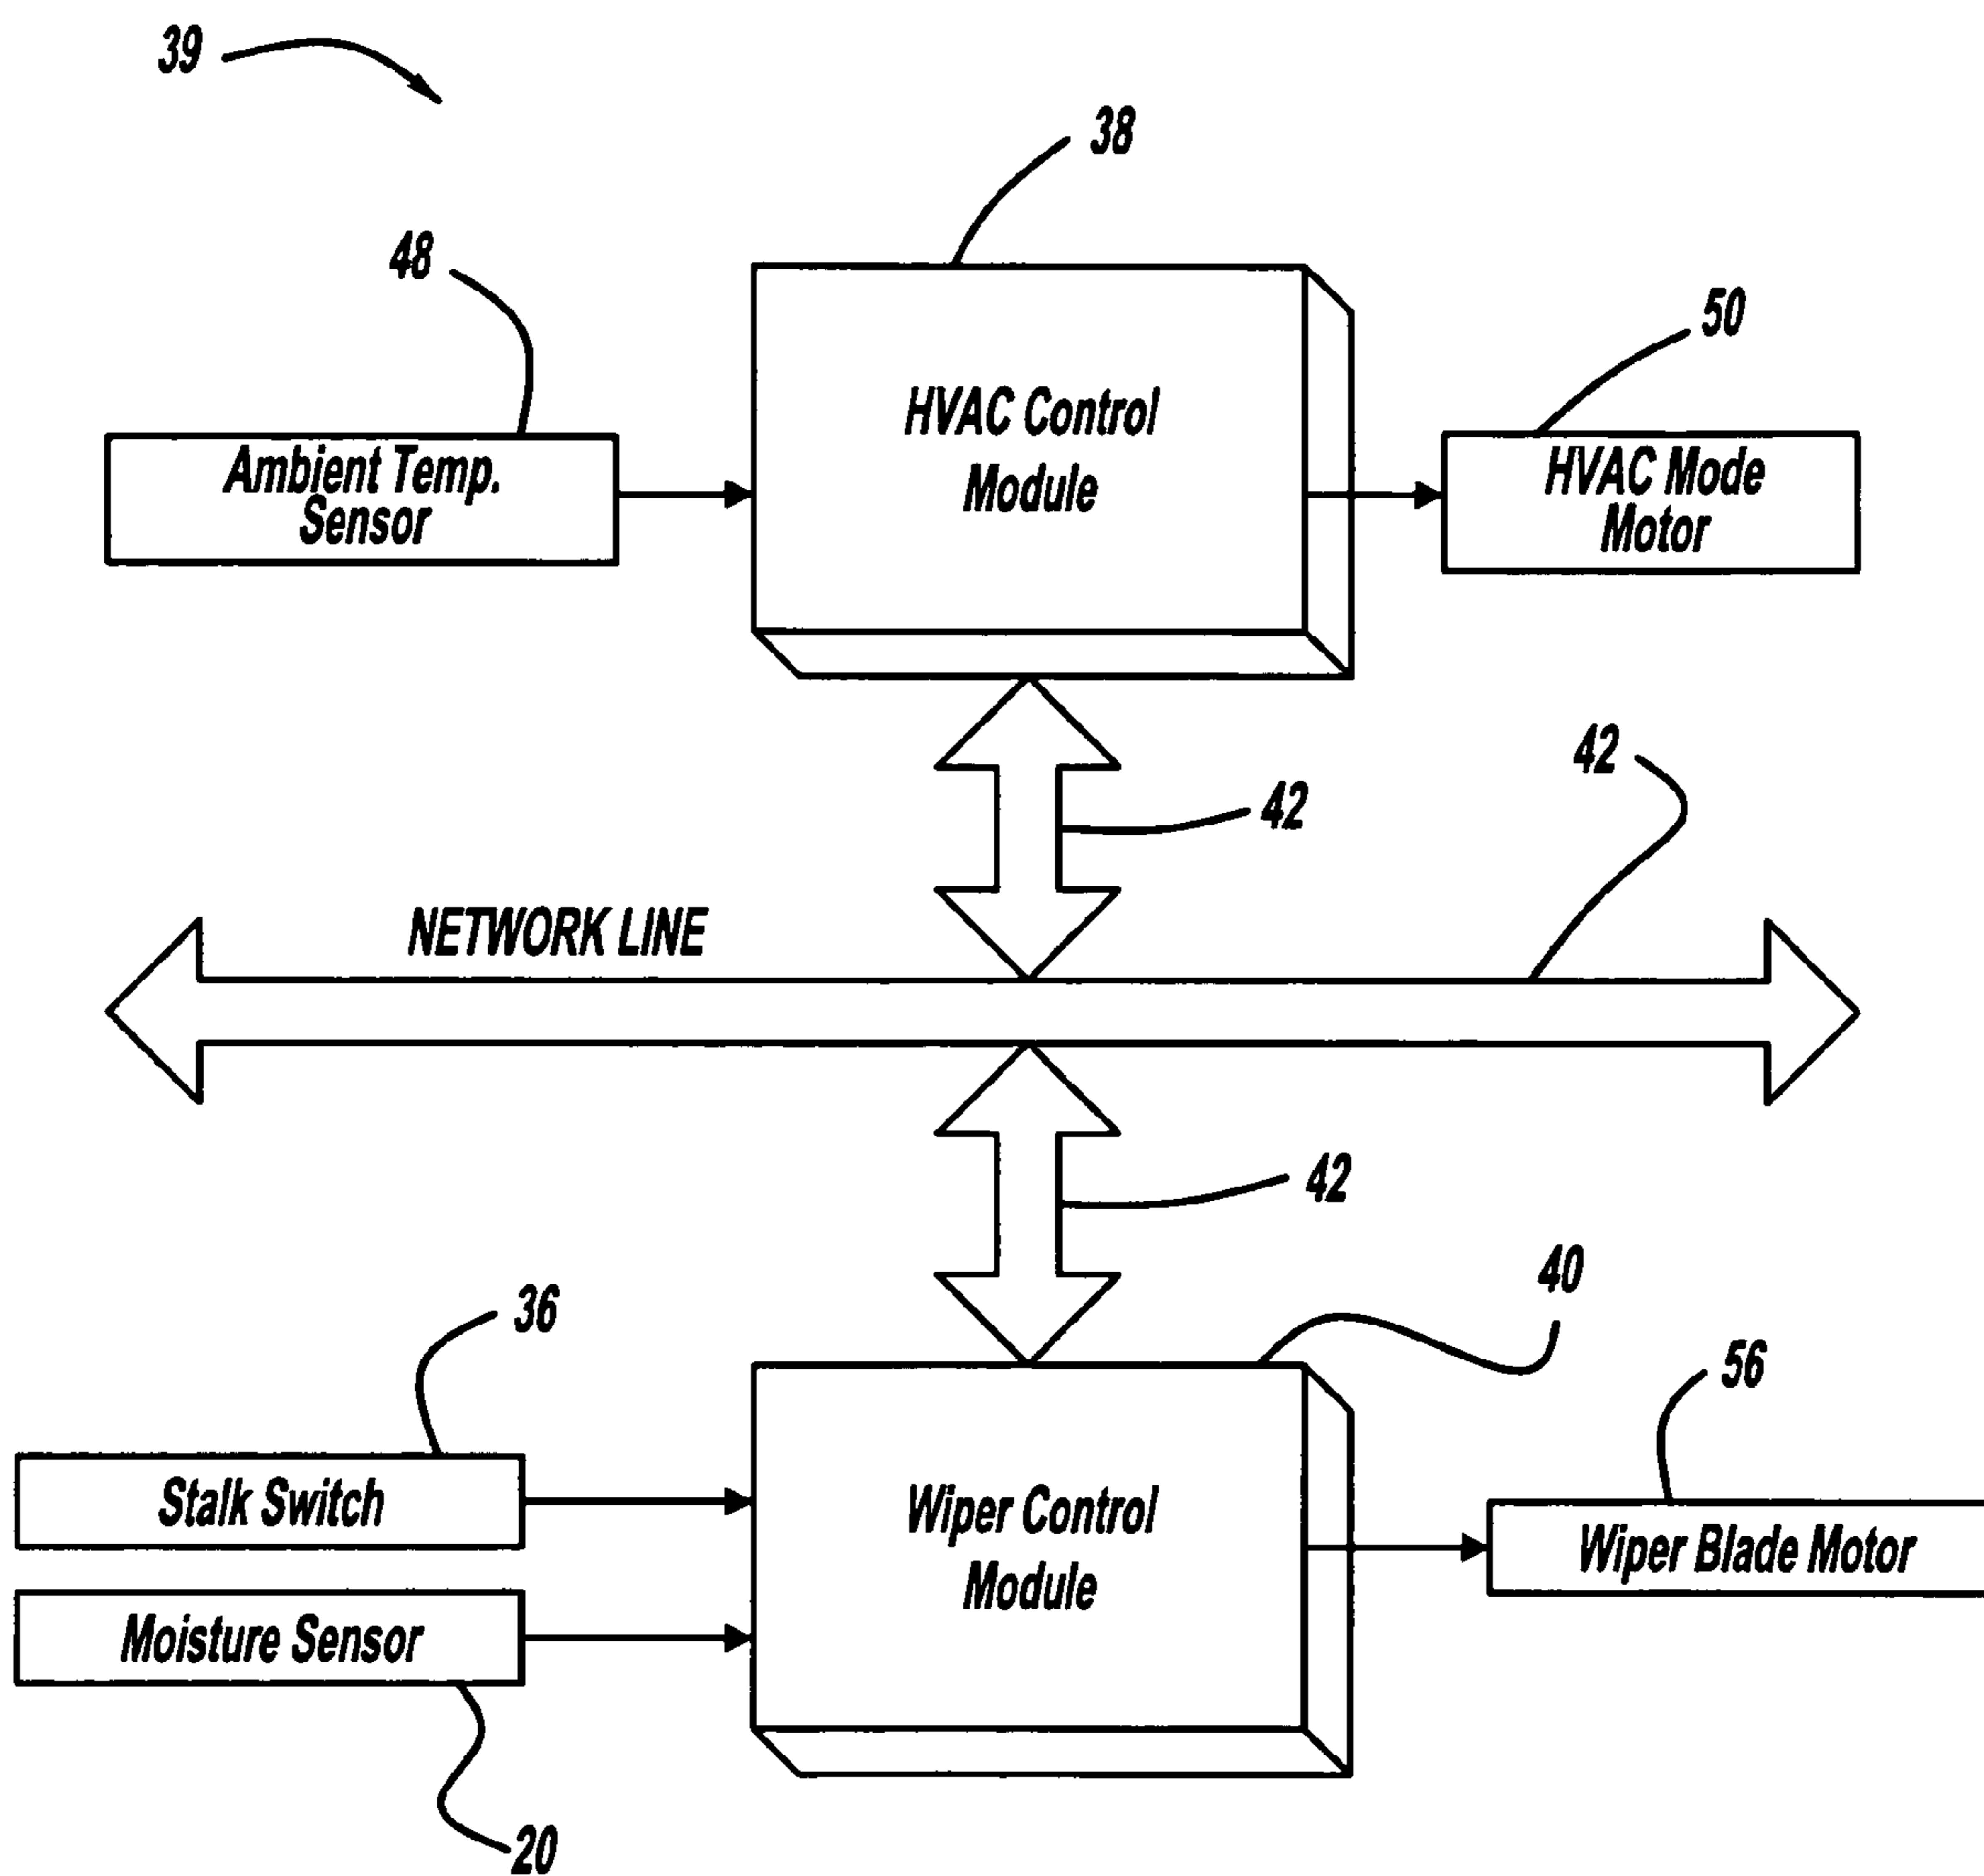 39
38
48
50
HVAC Control
Module
Ambient Temp.
Sensor
HVAC Mode
Motor
42
42
NETWORK LINE
42
40
36
56
Stalk Switch
Wiper Control
Module
Wiper Blade Motor
Moisture Sensor
20